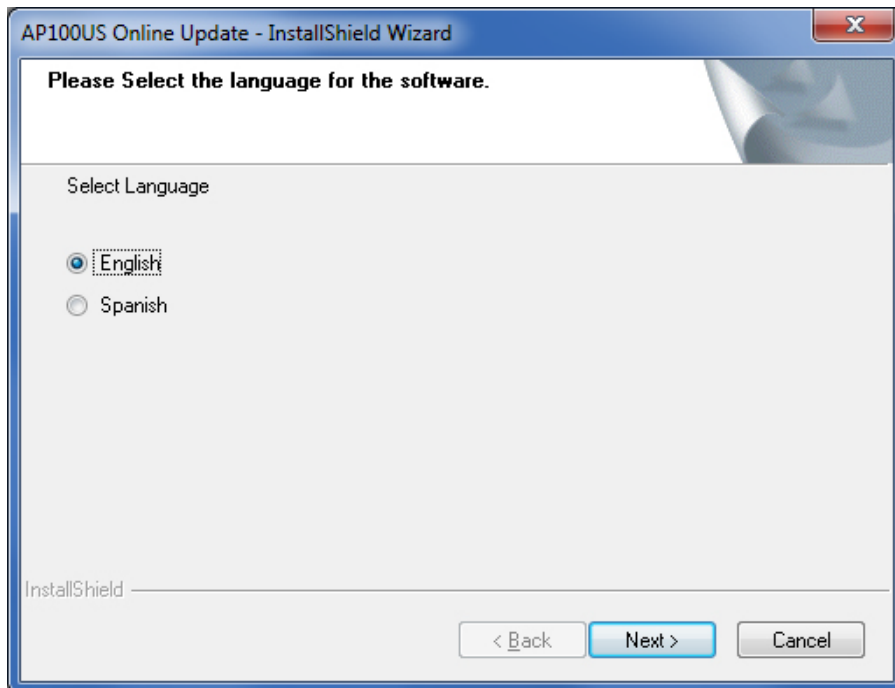 AP100US Online Update - InstallShield Wizard
Please Select the language for the software.
Select Language
English
Spanish
InstallShield
< Back
Next >
Cancel